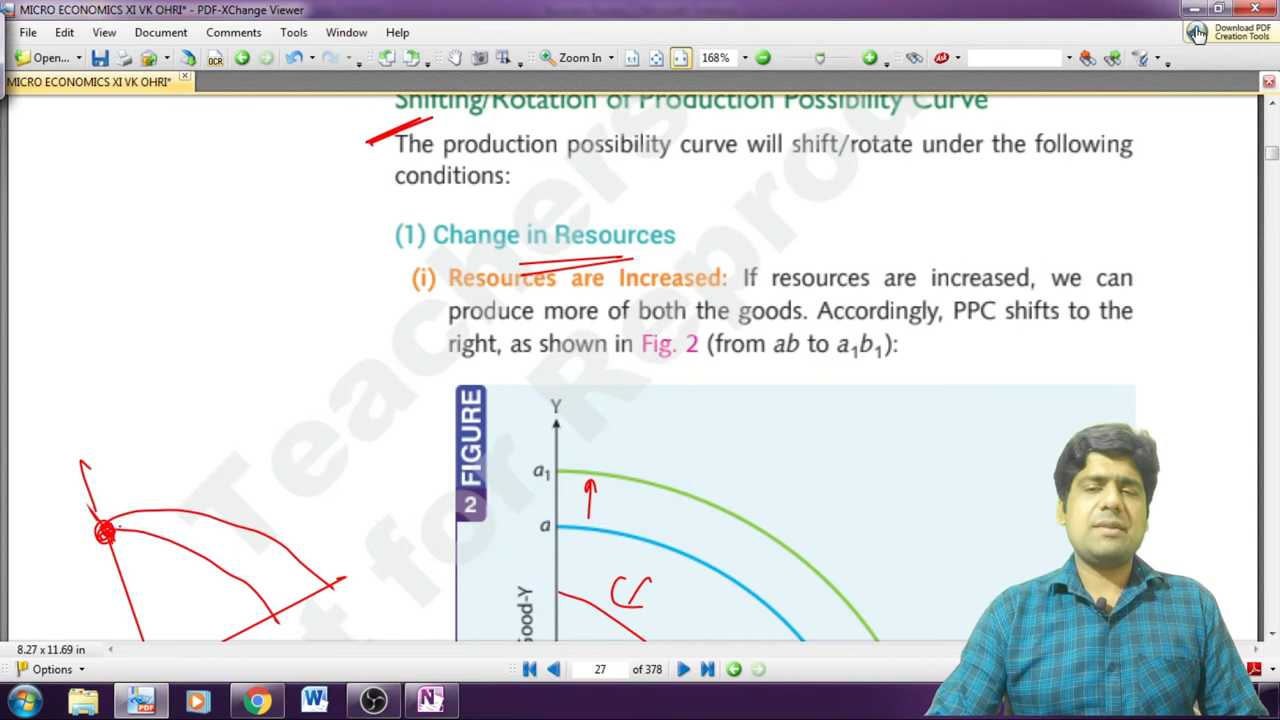 MICRO ECONOMICS XI VK OHRI* - PDF-XChange Viewer
File Edit View Document Comments Tools Window Help
Download PDF
Creation Tools
Open... OCR Zoom In 168%
MICRO ECONOMICS XI VK OHRI*
Shifting/Rotation of Production Possibility Curve
The production possibility curve will shift/rotate under the following
conditions:
(1) Change in Resources
(i) Resources are Increased: If resources are increased, we can
produce more of both the goods. Accordingly, PPC shifts to the
right, as shown in Fig. 2 (from ab to a₁b₁):
FIGURE
2
Y
a₁
a
Good-Y
Teachers
for Reprod
8.27 x 11.69 in
Options 27 of 378